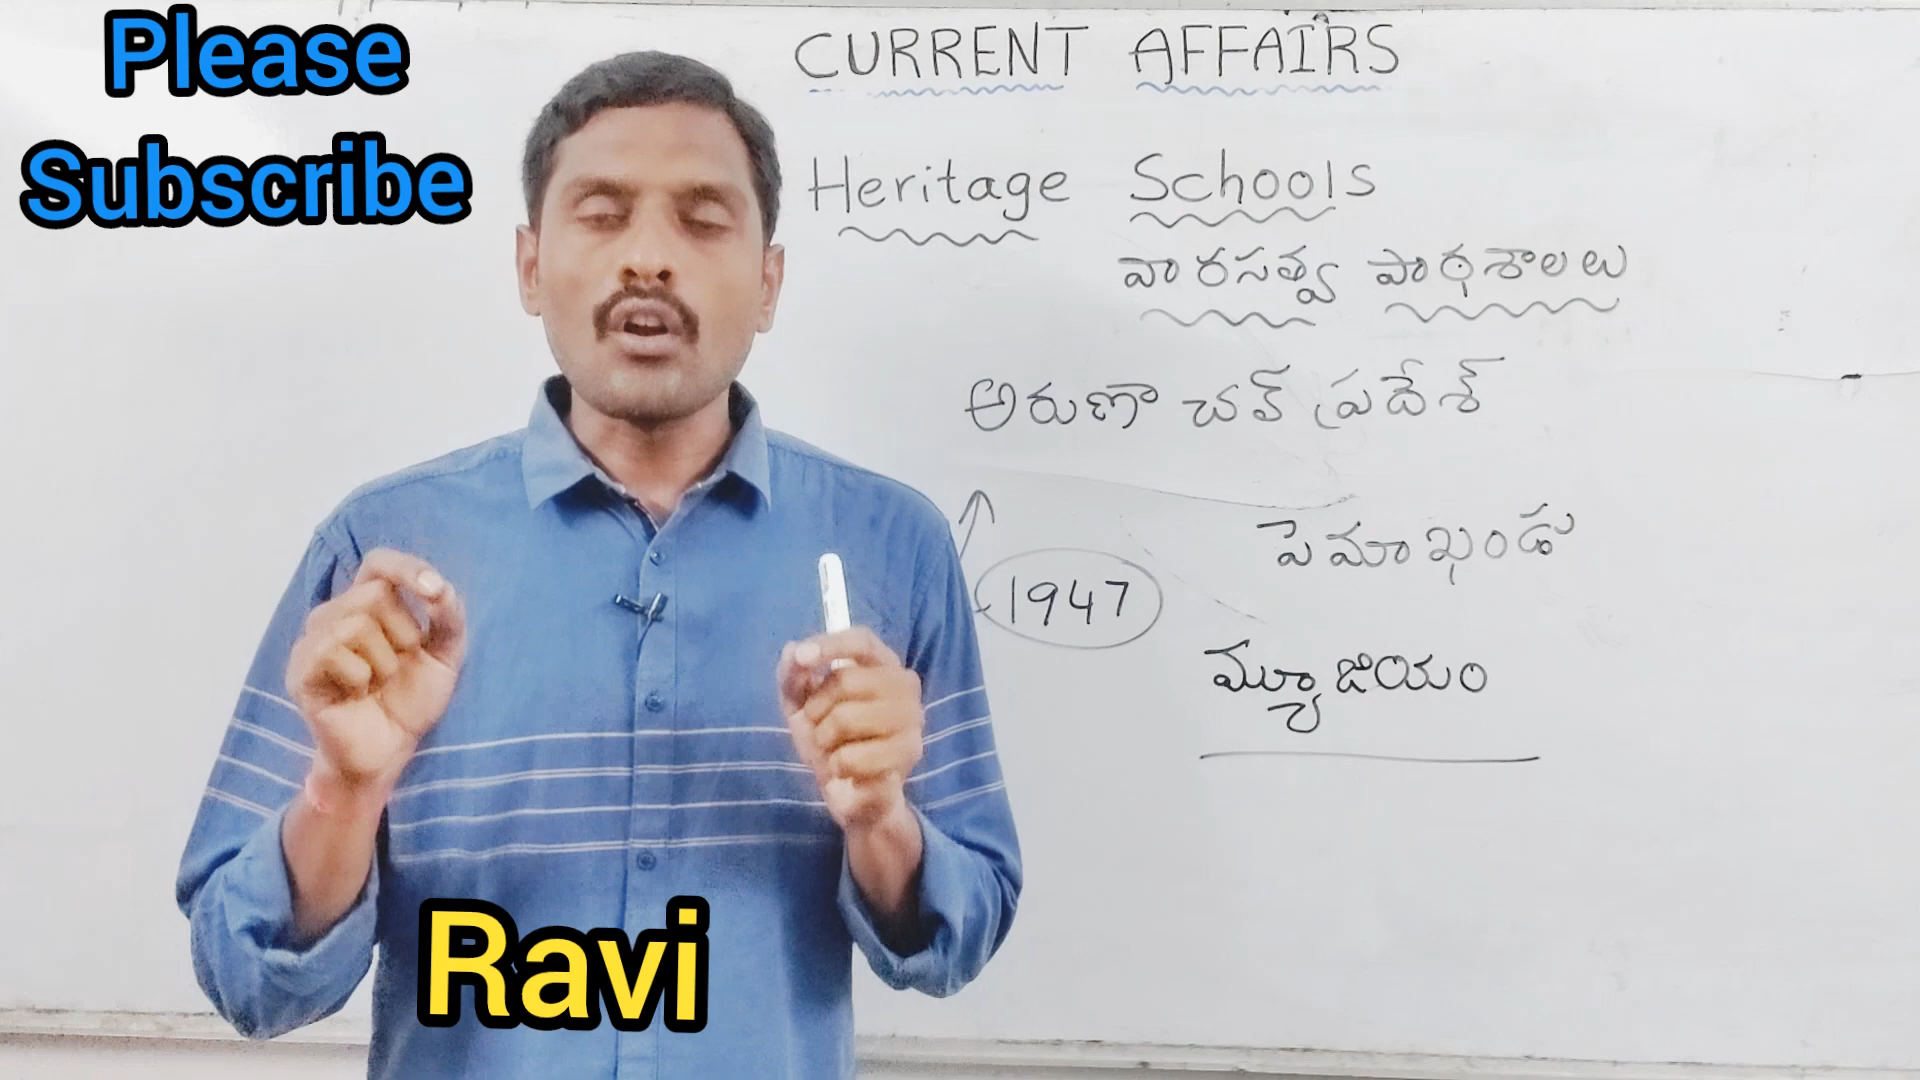 Please
Subscribe
CURRENT AFFAIRS
Heritage Schools
వారసత్వ పాఠశాలలు
అరుణాచల్ ప్రదేశ్
పెమాఖండు
1947
మ్యూజియం
Ravi